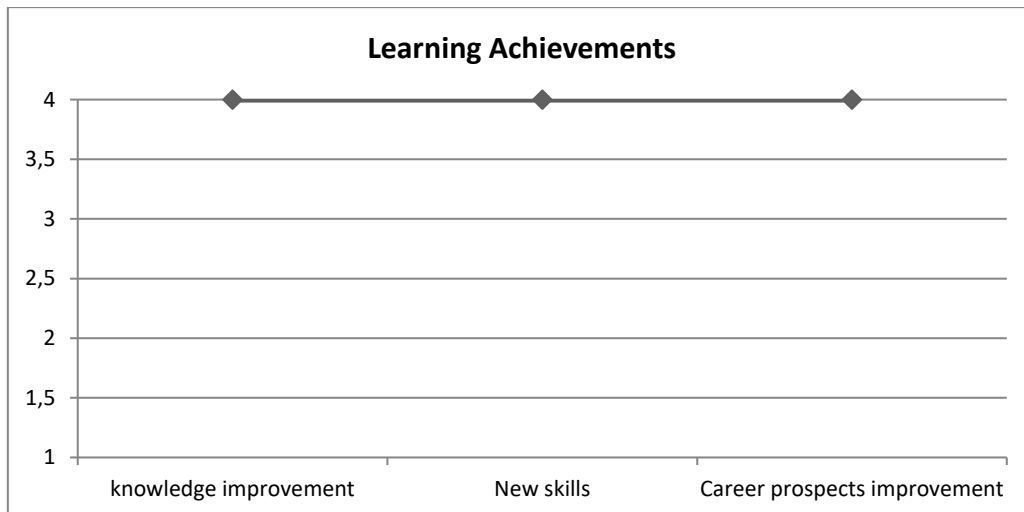 Learning Achievements
4
3,5
3
2,5
2
1,5
1
knowledge improvement
New skills
Career prospects improvement